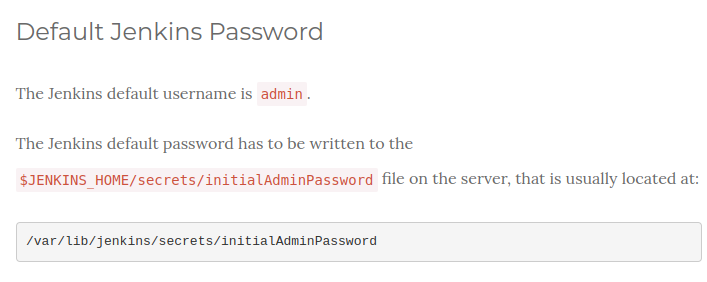 Default Jenkins Password
The Jenkins default username is admin.
The Jenkins default password has to be written to the
$JENKINS_HOME/secrets/initialAdminPassword file on the server, that is usually located at:
/var/lib/jenkins/secrets/initialAdminPassword